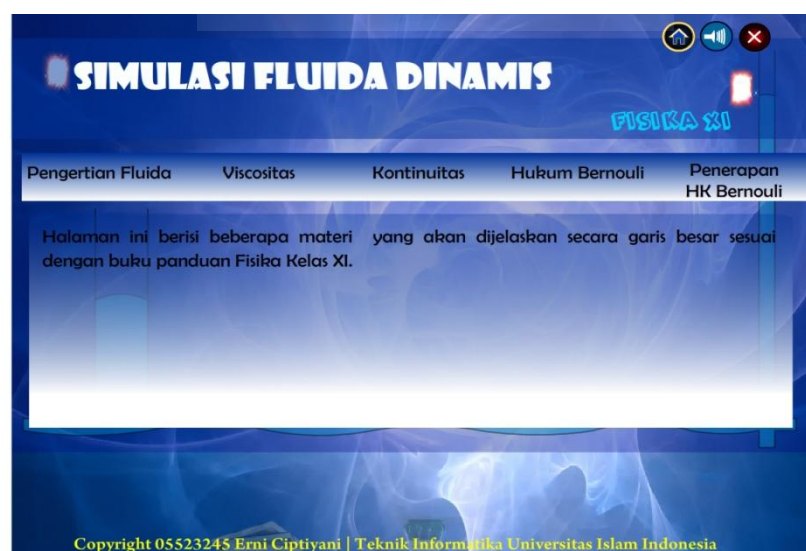 SIMULASI FLUIDA DINAMIS
FISIKA XI
Pengertian Fluida Viscositas Kontinuitas Hukum Bernouli Penerapan HK Bernouli
Halaman ini berisi beberapa materi yang akan dijelaskan secara garis besar sesuai
dengan buku panduan Fisika Kelas XI.
Copyright 05523245 Erni Ciptiyani | Teknik Informatika Universitas Islam Indonesia